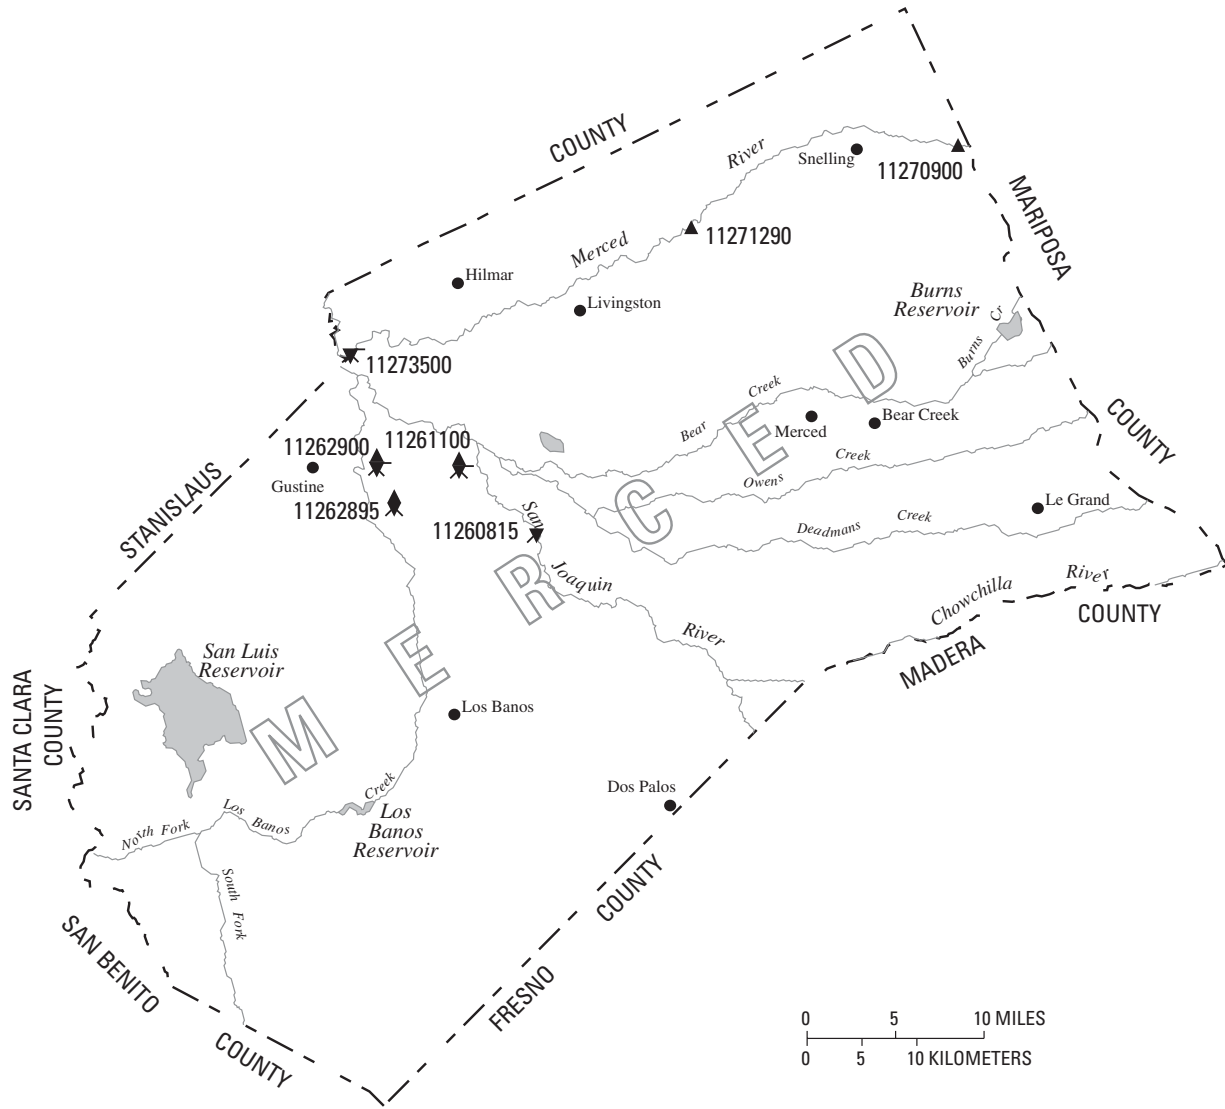 COUNTY
River
Snelling
11270900
MARIPOSA
11271290
Merced
Hilmar
Livingston
Burns
Reservoir
Burns Cr
11273500
MERCED
Bear Creek
Merced
Bear Creek
COUNTY
11262900
11261100
Gustine
Owens Creek
STANISLAUS
11262895
San
Le Grand
11260815
Deadmans Creek
Joaquin
River
Chowchilla River
COUNTY
MADERA
San Luis
Reservoir
SANTA CLARA
COUNTY
Los Banos
Dos Palos
North Fork
Los Banos Creek
Los
Banos
Reservoir
South Fork
COUNTY
SAN BENITO
FRESNO
COUNTY
0 5 10 MILES
0 5 10 KILOMETERS